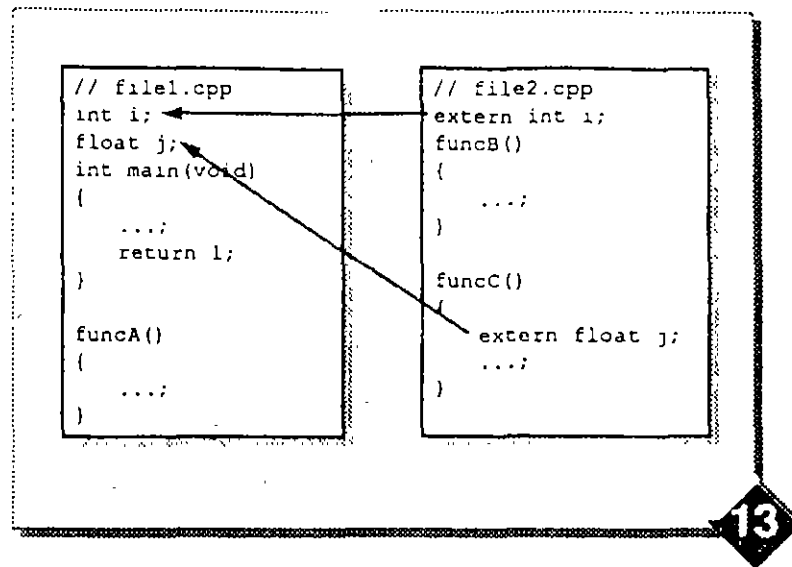 // file1.cpp
int i;
float j;
int main(void)
{
...;
return 1;
}
funcA()
{
...;
}
// file2.cpp
extern int i;
funcB()
{
...;
}
funcC()
{
extern float j;
...;
}
13